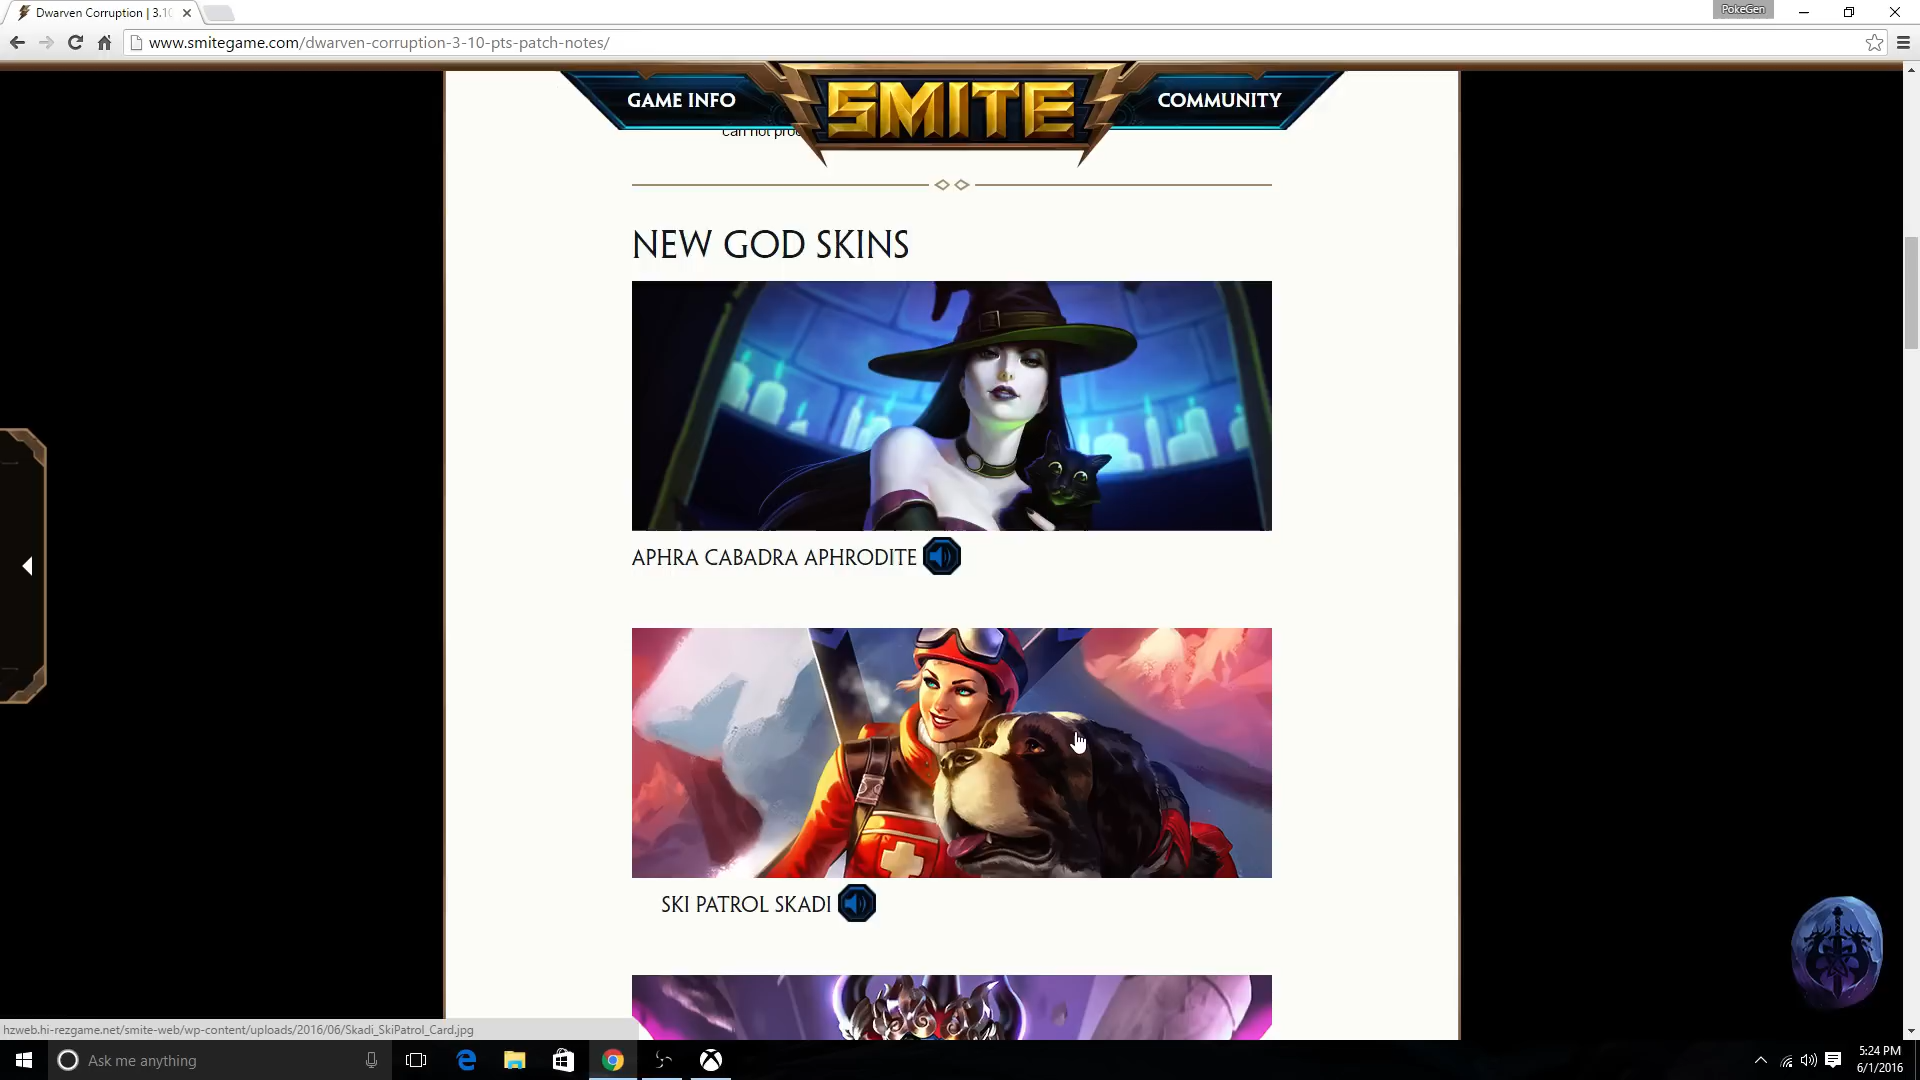 Dwarven Corruption | 3.10
PokeGen
www.smitegame.com/dwarven-corruption-3-10-pts-patch-notes/
GAME INFO
SMITE
COMMUNITY
can not
NEW GOD SKINS
APHRA CABADRA APHRODITE
SKI PATROL SKADI
hzweb.hi-rezgame.net/smite-web/wp-content/uploads/2016/06/Skadi_SkiPatrol_Card.jpg
Ask me anything
5:24 PM
6/1/2016